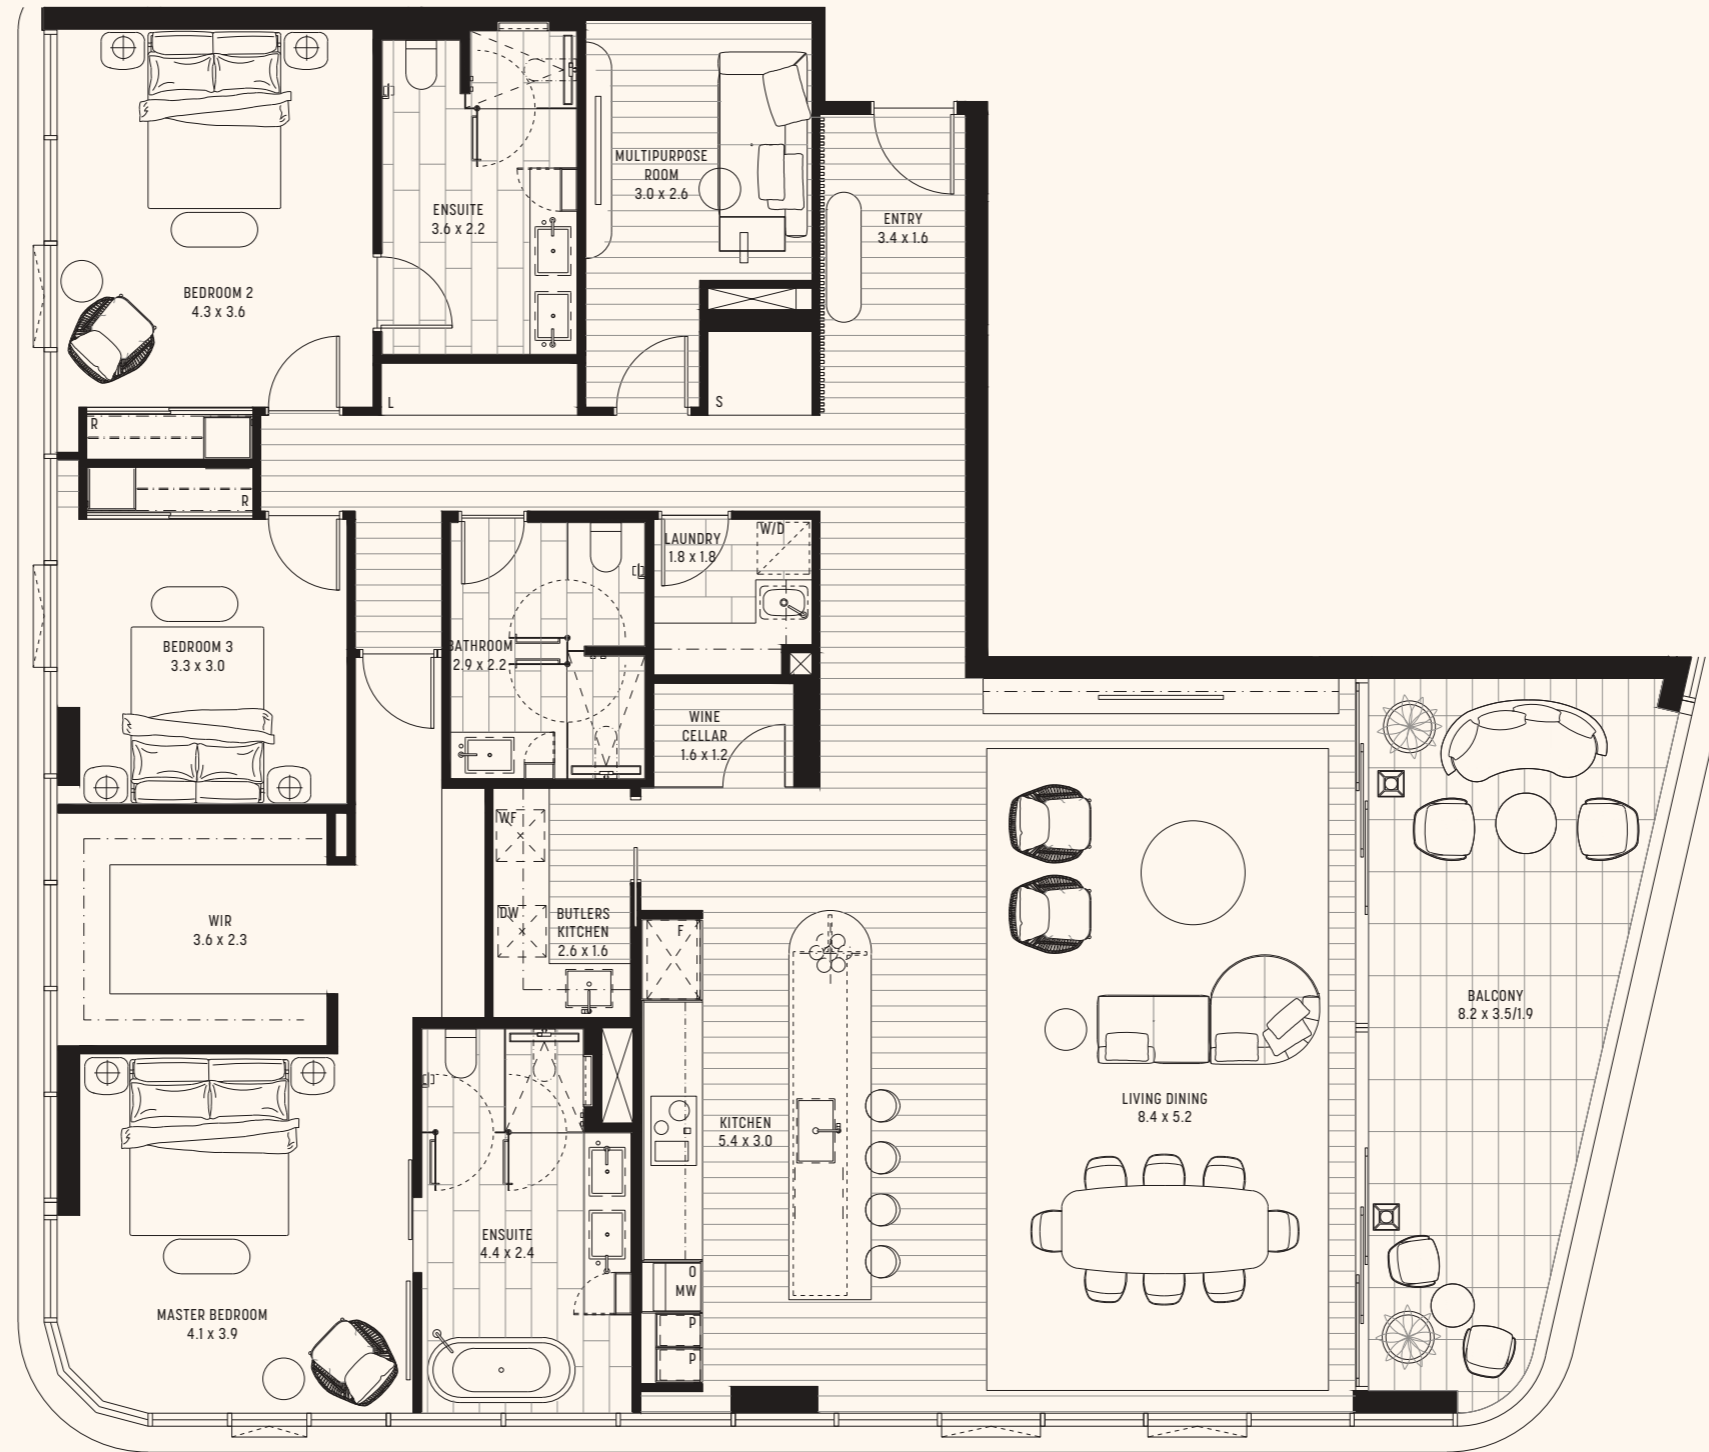 MULTIPURPOSE
ROOM
3.0 x 2.6
ENSUITE
3.6 x 2.2
ENTRY
3.4 x 1.6
BEDROOM 2
4.3 x 3.6
L
S
R
R
W/D
LAUNDRY
1.8 x 1.8
BEDROOM 3
3.3 x 3.0
BATHROOM
2.9 x 2.2
WINE
CELLAR
1.6 x 1.2
WF
DW
BUTLERS
KITCHEN
2.6 x 1.6
F
WIR
3.6 x 2.3
BALCONY
8.2 x 3.5/1.9
LIVING DINING
8.4 x 5.2
KITCHEN
5.4 x 3.0
ENSUITE
4.4 x 2.4
O
MW
P
P
MASTER BEDROOM
4.1 x 3.9